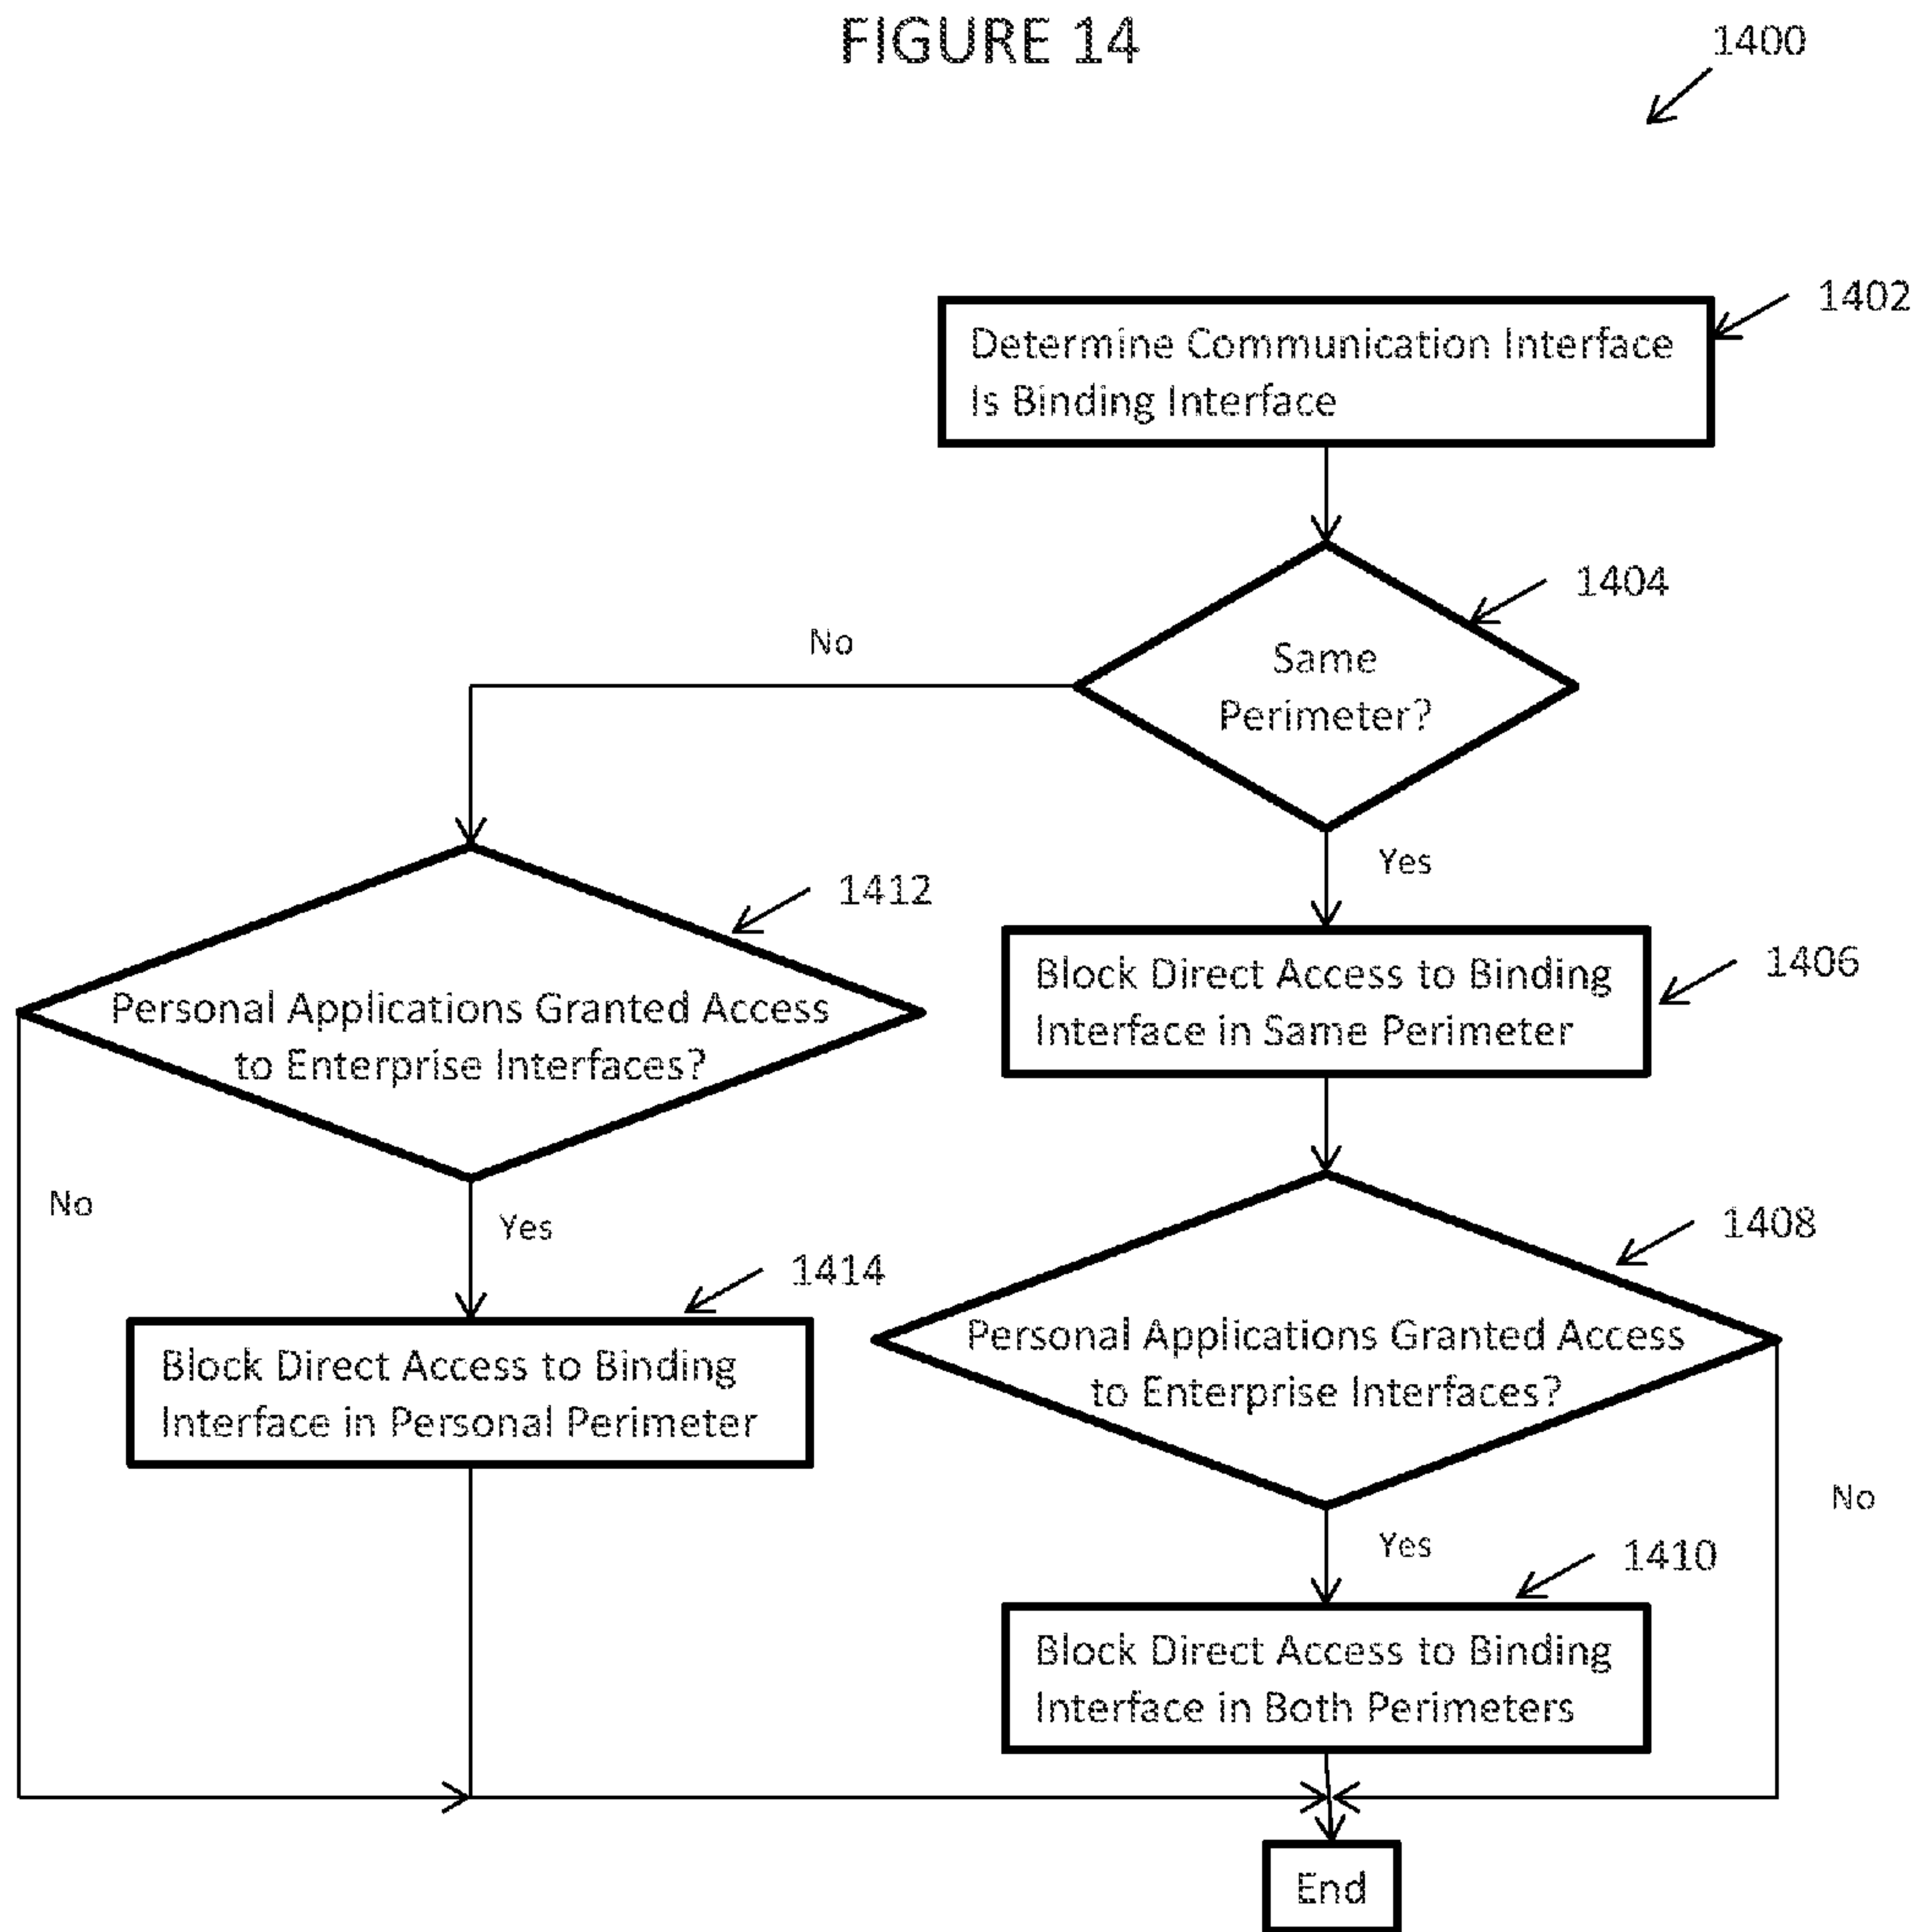 FIGURE 14
1400
1402
Determine Communication Interface
Is Binding Interface
1404
Same
Perimeter?
No
Yes
1412
Personal Applications Granted Access
to Enterprise Interfaces?
1406
Block Direct Access to Binding
Interface in Same Perimeter
No
Yes
1408
Personal Applications Granted Access
to Enterprise Interfaces?
1414
Block Direct Access to Binding
Interface in Personal Perimeter
No
Yes
1410
Block Direct Access to Binding
Interface in Both Perimeters
End